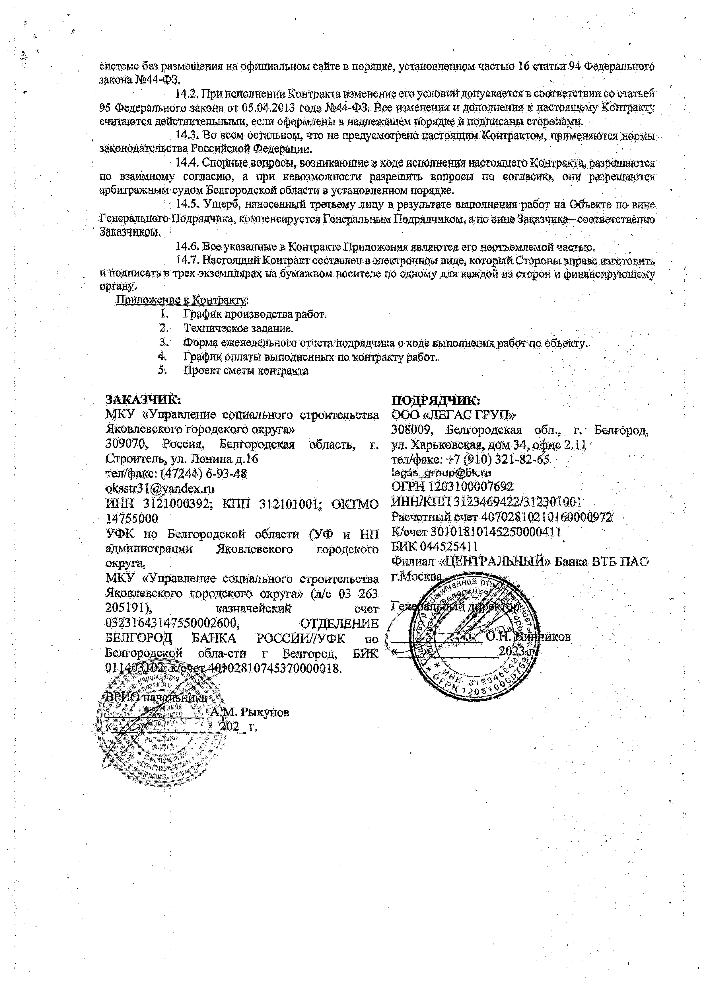 системе без размещения на официальном сайте в порядке, установленном частью 16 статьи 94 Федерального
закона №44-ФЗ.
14.2. При исполнении Контракта изменение его условий допускается в соответствии со статьей
95 Федерального закона от 05.04.2013 года №44-ФЗ. Все изменения и дополнения к настоящему Контракту
считаются действительными, если оформлены в надлежащем порядке и подписаны сторонами.
14.3. Во всем остальном, что не предусмотрено настоящим Контрактом, применяются нормы
законодательства Российской Федерации.
14.4. Спорные вопросы, возникающие в ходе исполнения настоящего Контракта, разрешаются
по взаимному согласию, а при невозможности разрешить вопросы по согласию, они разрешаются
арбитражным судом Белгородской области в установленном порядке.
14.5. Ущерб, нанесенный третьему лицу в результате выполнения работ на Объекте по вине
Генерального Подрядчика, компенсируется Генеральным Подрядчиком, а по вине Заказчика– соответственно
Заказчиком.
14.6. Все указанные в Контракте Приложения являются его неотъемлемой частью.
14.7. Настоящий Контракт составлен в электронном виде, который Стороны вправе изготовить
и подписать в трех экземплярах на бумажном носителе по одному для каждой из сторон и финансирующему
органу.
Приложение к Контракту:
1. График производства работ.
2. Техническое задание.
3. Форма еженедельного отчета подрядчика о ходе выполнения работ по объекту.
4. График оплаты выполненных по контракту работ.
5. Проект сметы контракта
ЗАКАЗЧИК:
МКУ «Управление социального строительства
Яковлевского городского округа»
309070, Россия, Белгородская область, г.
Строитель, ул. Ленина д.16
тел/факс: (47244) 6-93-48
oksstr31@yandex.ru
ИНН 3121000392; КПП 312101001; ОКТМО
14755000
УФК по Белгородской области (УФ и НП
администрации Яковлевского городского
округа,
МКУ «Управление социального строительства
Яковлевского городского округа» (л/с 03 263
205191), казначейский счет
03231643147550002600, ОТДЕЛЕНИЕ
БЕЛГОРОД БАНКА РОССИИ//УФК по
Белгородской обла-сти г Белгород, БИК
011403102, к/счет 40102810745370000018.
ВРИО начальника
А.М. Рыкунов
«___» 202_ г.
ПОДРЯДЧИК:
ООО «ЛЕГАС ГРУП»
308009, Белгородская обл., г. Белгород,
ул. Харьковская, дом 34, офис 2.11
тел/факс: +7 (910) 321-82-65
legas_group@bk.ru
ОГРН 1203100007692
ИНН/КПП 3123469422/312301001
Расчетный счет 40702810210160000972
К/счет 30101810145250000411
БИК 044525411
Филиал «ЦЕНТРАЛЬНЫЙ» Банка ВТБ ПАО
г.Москва
Генеральный директор
О.Н. Винников
«___ 2023 г
* ИНН 3123469422 *
* ОГРН 1203100007692 *